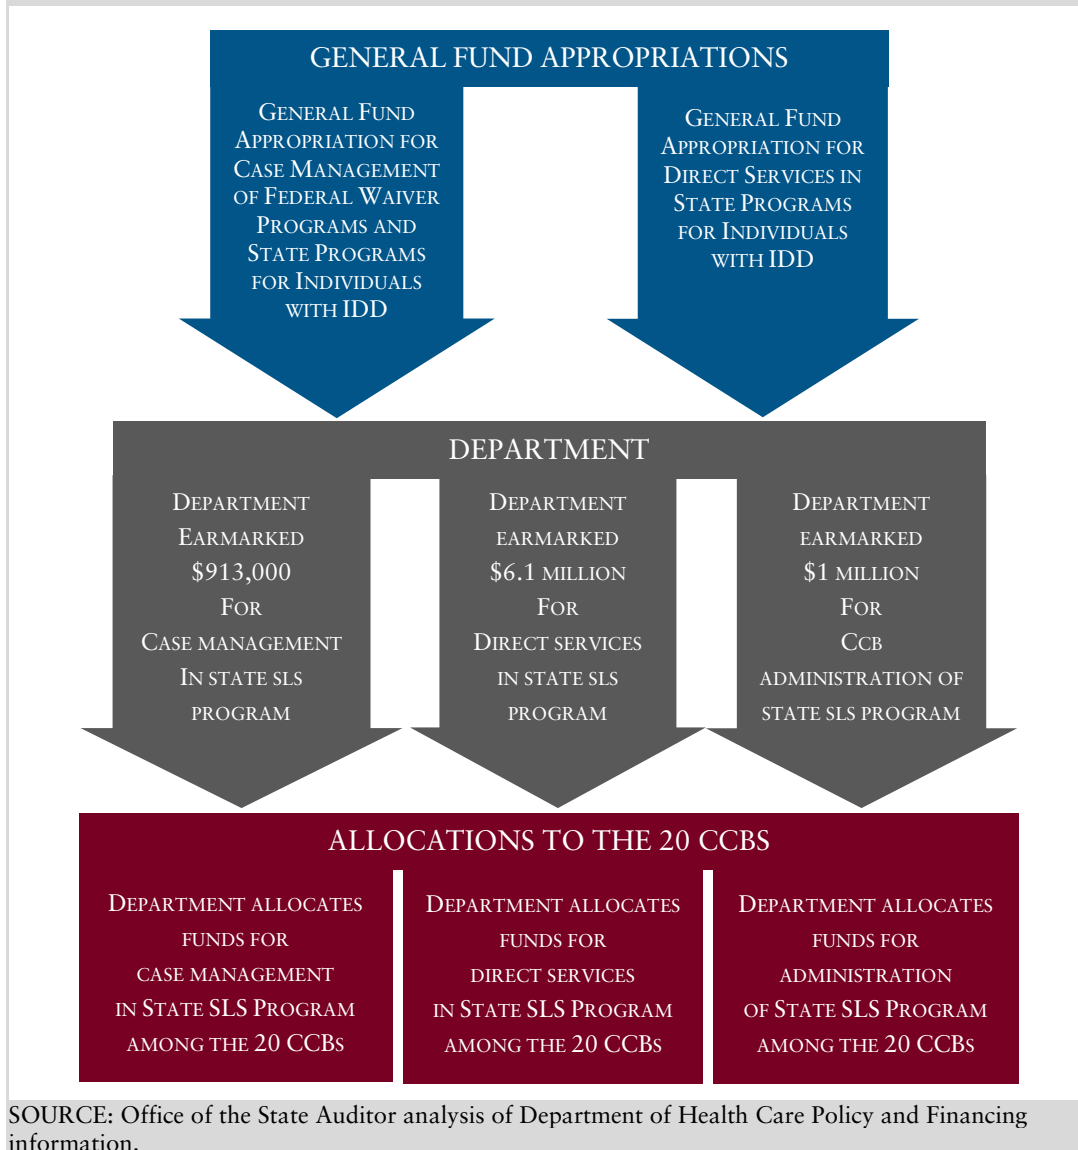 GENERAL FUND APPROPRIATIONS
GENERAL FUND
APPROPRIATION FOR
CASE MANAGEMENT
OF FEDERAL WAIVER
PROGRAMS AND
STATE PROGRAMS
FOR INDIVIDUALS
WITH IDD
GENERAL FUND
APPROPRIATION FOR
DIRECT SERVICES IN
STATE PROGRAMS
FOR INDIVIDUALS
WITH IDD
DEPARTMENT
DEPARTMENT
EARMARKED
$913,000
FOR
CASE MANAGEMENT
IN STATE SLS
PROGRAM
DEPARTMENT
EARMARKED
$6.1 MILLION
FOR
DIRECT SERVICES
IN STATE SLS
PROGRAM
DEPARTMENT
EARMARKED
$1 MILLION
FOR
CCB
ADMINISTRATION OF
STATE SLS PROGRAM
ALLOCATIONS TO THE 20 CCBS
DEPARTMENT ALLOCATES
FUNDS FOR
CASE MANAGEMENT
IN STATE SLS PROGRAM
AMONG THE 20 CCBS
DEPARTMENT ALLOCATES
FUNDS FOR
DIRECT SERVICES
IN STATE SLS PROGRAM
AMONG THE 20 CCBS
DEPARTMENT ALLOCATES
FUNDS FOR
ADMINISTRATION
OF STATE SLS PROGRAM
AMONG THE 20 CCBS
SOURCE: Office of the State Auditor analysis of Department of Health Care Policy and Financing
information.